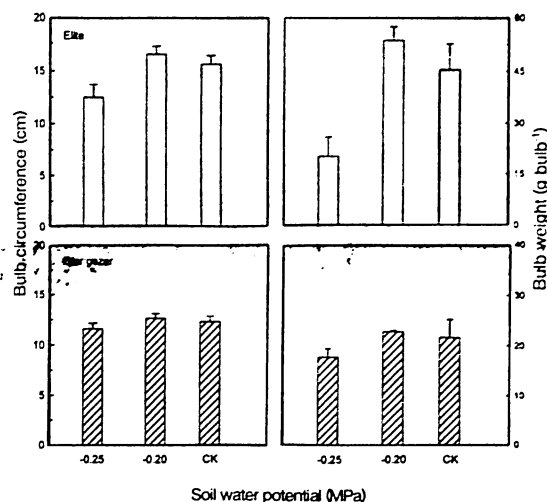 20
15
10
5
0
Elite
60
45
30
15
0
Bulb circumference (cm)
Bulb weight (g bulb⁻¹)
20
15
10
5
0
Star gazer
40
30
20
10
0
-0.25 -0.20 CK
-0.25 -0.20 CK
Soil water potential (MPa)